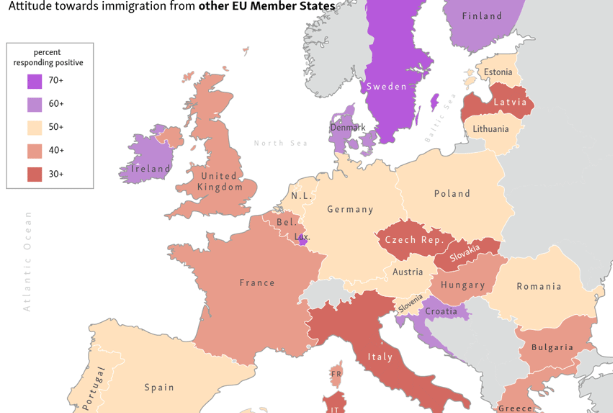 Attitude towards immigration from other EU Member States
percent
responding positive
70+
60+
50+
40+
30+
Finland
Sweden
Estonia
Latvia
Lithuania
Baltic Sea
Denmark
North Sea
Ireland
United
Kingdom
N.L.
Bel.
Lux.
Germany
Poland
Czech Rep.
Slovakia
Austria
Hungary
Romania
Slovenia
Croatia
France
Italy
Bulgaria
Greece
FR
IT
Spain
Portugal
Atlantic Ocean